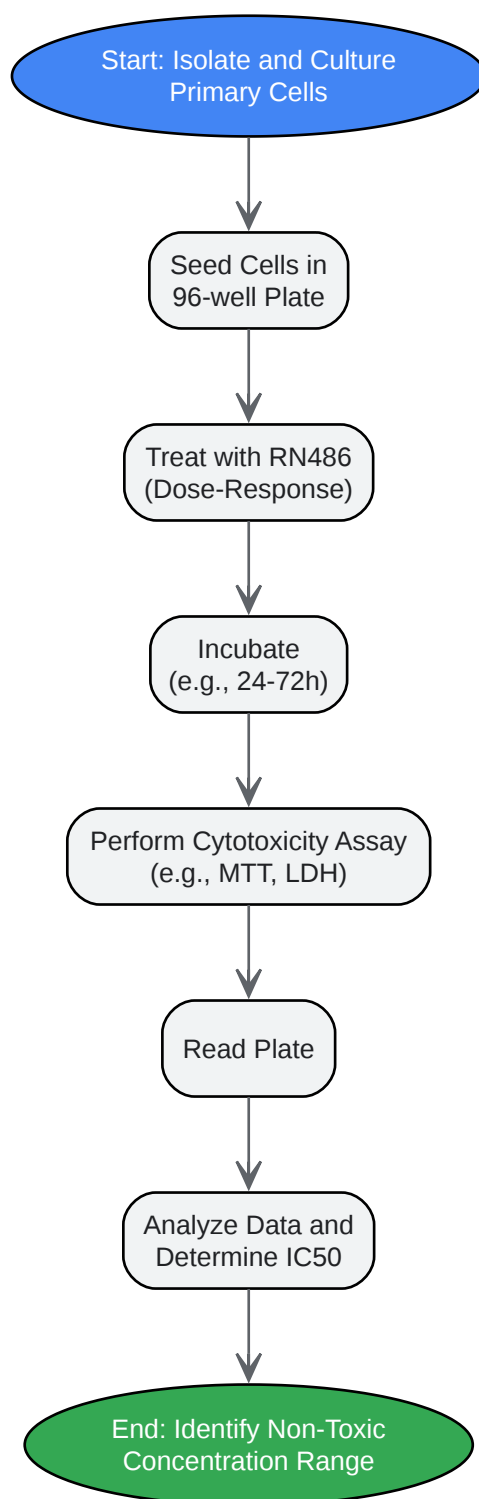 Start: Isolate and Culture
Primary Cells
Seed Cells in
96-well Plate
Treat with RN486
(Dose-Response)
Incubate
(e.g., 24-72h)
Perform Cytotoxicity Assay
(e.g., MTT, LDH)
Read Plate
Analyze Data and
Determine IC50
End: Identify Non-Toxic
Concentration Range